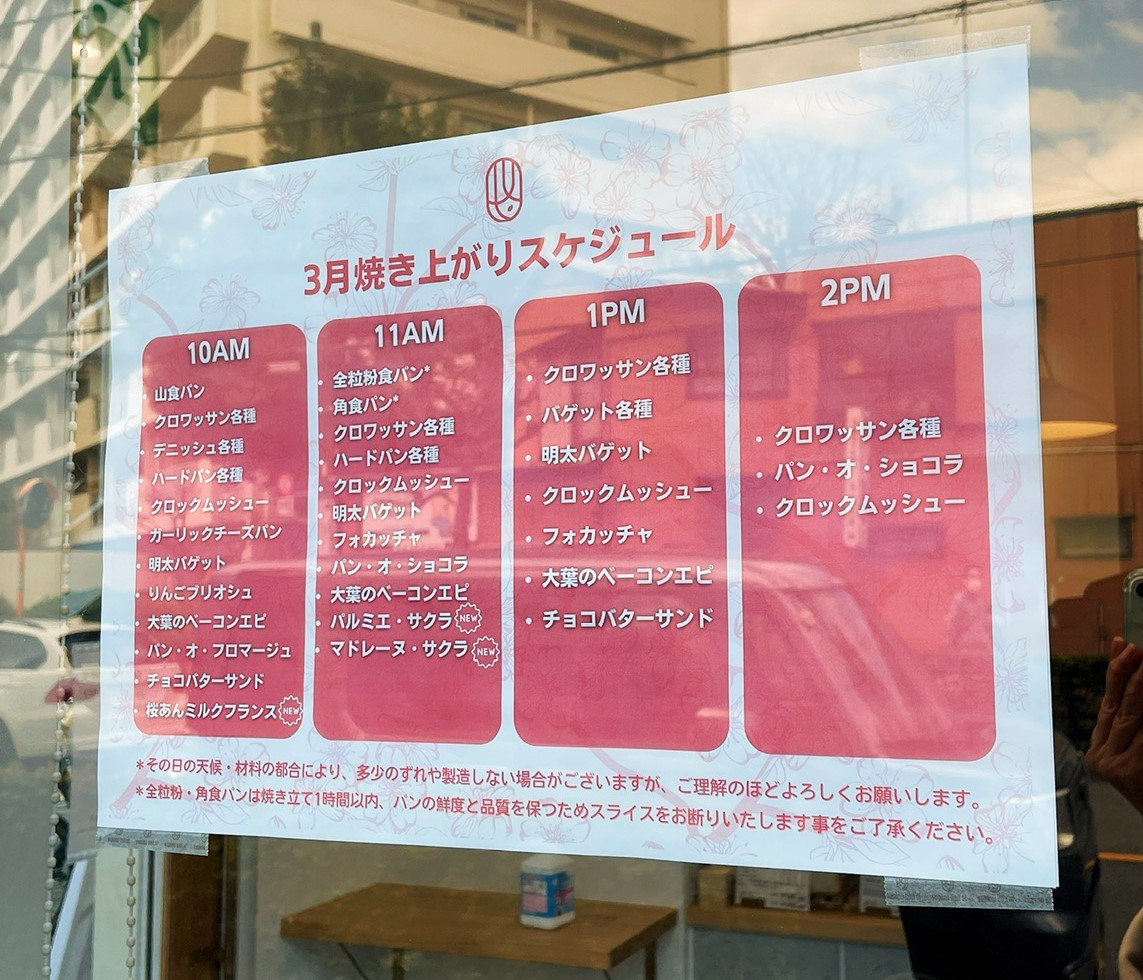 3月焼き上がりスケジュール
10AM
・山食パン
・クロワッサン各種
・デニッシュ各種
・ハードパン各種
・クロックムッシュー
・ガーリックチーズパン
・明太バゲット
・りんごブリオシュ
・大葉のベーコンエピ
・パン・オ・フロマージュ
・チョコバターサンド
・桜あんミルクフランス NEW
11AM
・全粒粉食パン*
・角食パン*
・クロワッサン各種
・ハードパン各種
・クロックムッシュー
・明太バゲット
・フォカッチャ
・パン・オ・ショコラ
・大葉のベーコンエピ
・パルミエ・サクラ NEW
・マドレーヌ・サクラ NEW
1PM
・クロワッサン各種
・バゲット各種
・明太バゲット
・クロックムッシュー
・フォカッチャ
・大葉のベーコンエピ
・チョコバターサンド
2PM
・クロワッサン各種
・パン・オ・ショコラ
・クロックムッシュー
*その日の天候・材料の都合により、多少のずれや製造しない場合がございますが、ご理解のほどよろしくお願いします。
*全粒粉・角食パンは焼き立て1時間以内、パンの鮮度と品質を保つためスライスをお断りいたします事をご了承ください。